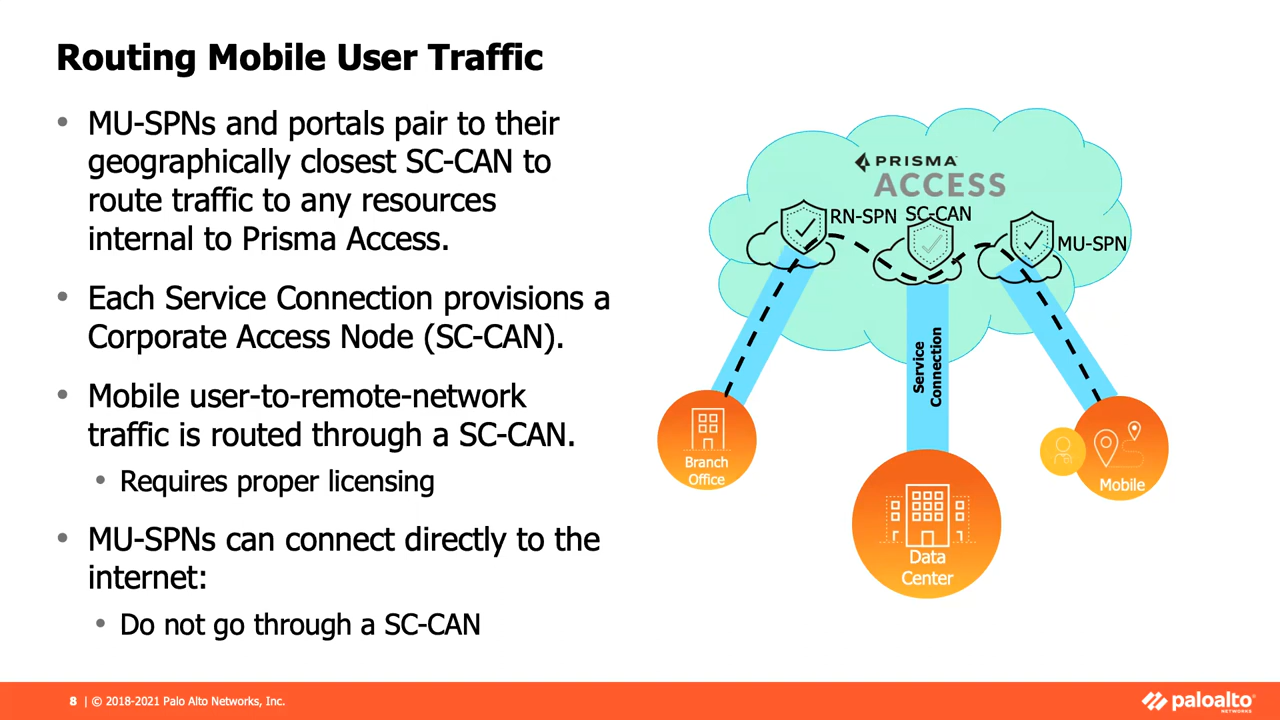 Routing Mobile User Traffic
• MU-SPNs and portals pair to their
geographically closest SC-CAN to
route traffic to any resources
internal to Prisma Access.
• Each Service Connection provisions a
Corporate Access Node (SC-CAN).
• Mobile user-to-remote-network
traffic is routed through a SC-CAN.
• Requires proper licensing
• MU-SPNs can connect directly to the
internet:
• Do not go through a SC-CAN
PRISMA™
ACCESS
RN-SPN
SC-CAN
MU-SPN
Service
Connection
Branch
Office
Data
Center
Mobile
8 | © 2018-2021 Palo Alto Networks, Inc.
paloalto®
NETWORKS